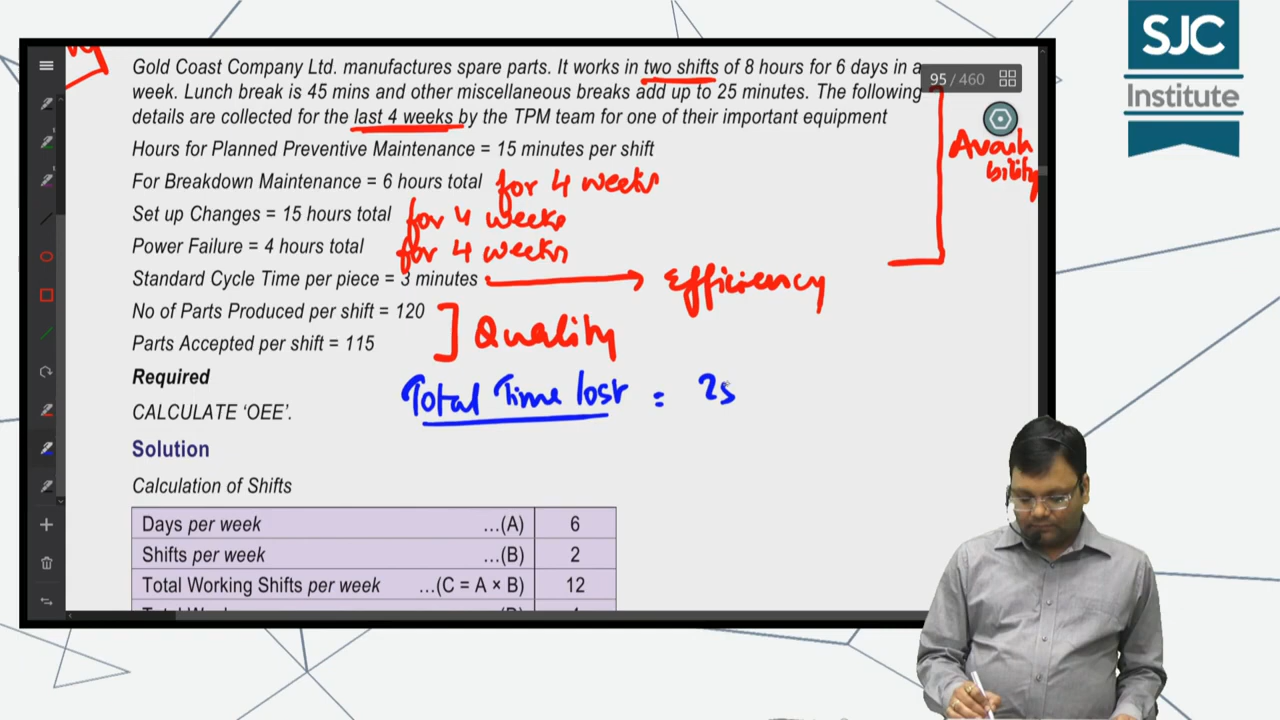 SJC
Institute
Gold Coast Company Ltd. manufactures spare parts. It works in two shifts of 8 hours for 6 days in a
week. Lunch break is 45 mins and other miscellaneous breaks add up to 25 minutes. The following
details are collected for the last 4 weeks by the TPM team for one of their important equipment
95 / 460
Availa
bility
Hours for Planned Preventive Maintenance = 15 minutes per shift
For Breakdown Maintenance = 6 hours total for 4 weeks
Set up Changes = 15 hours total for 4 weeks
Power Failure = 4 hours total for 4 weeks
Standard Cycle Time per piece = 3 minutes Efficiency
No of Parts Produced per shift = 120
Quality
Parts Accepted per shift = 115
Required
Total Time lost = 25
CALCULATE 'OEE'.
Solution
Calculation of Shifts
Days per week ...(A) 6
Shifts per week ...(B) 2
Total Working Shifts per week ...(C = A × B) 12